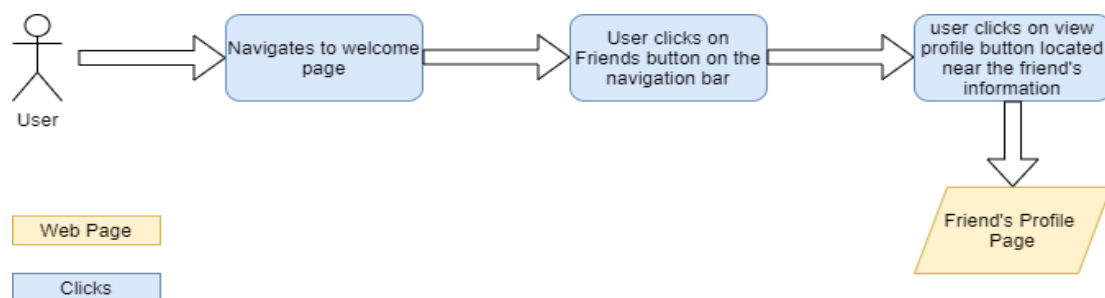 User
Navigates to welcome
page
User clicks on
Friends button on the
navigation bar
user clicks on view
profile button located
near the friend's
information
Friend's Profile
Page
Web Page
Clicks